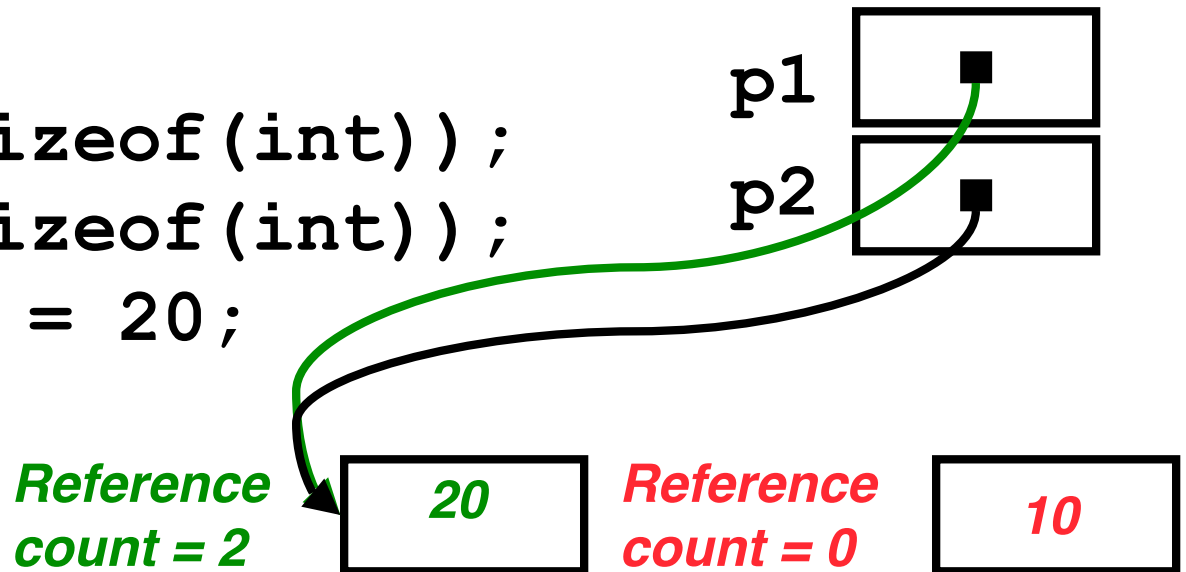 p1
izeof(int));
p2
izeof(int));
= 20;
Reference
count = 2
20
Reference
count = 0
10